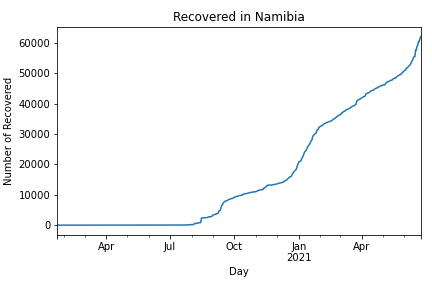 Recovered in Namibia
Number of Recovered
60000
50000
40000
30000
20000
10000
0
Apr
Jul
Oct
Jan
2021
Apr
Day